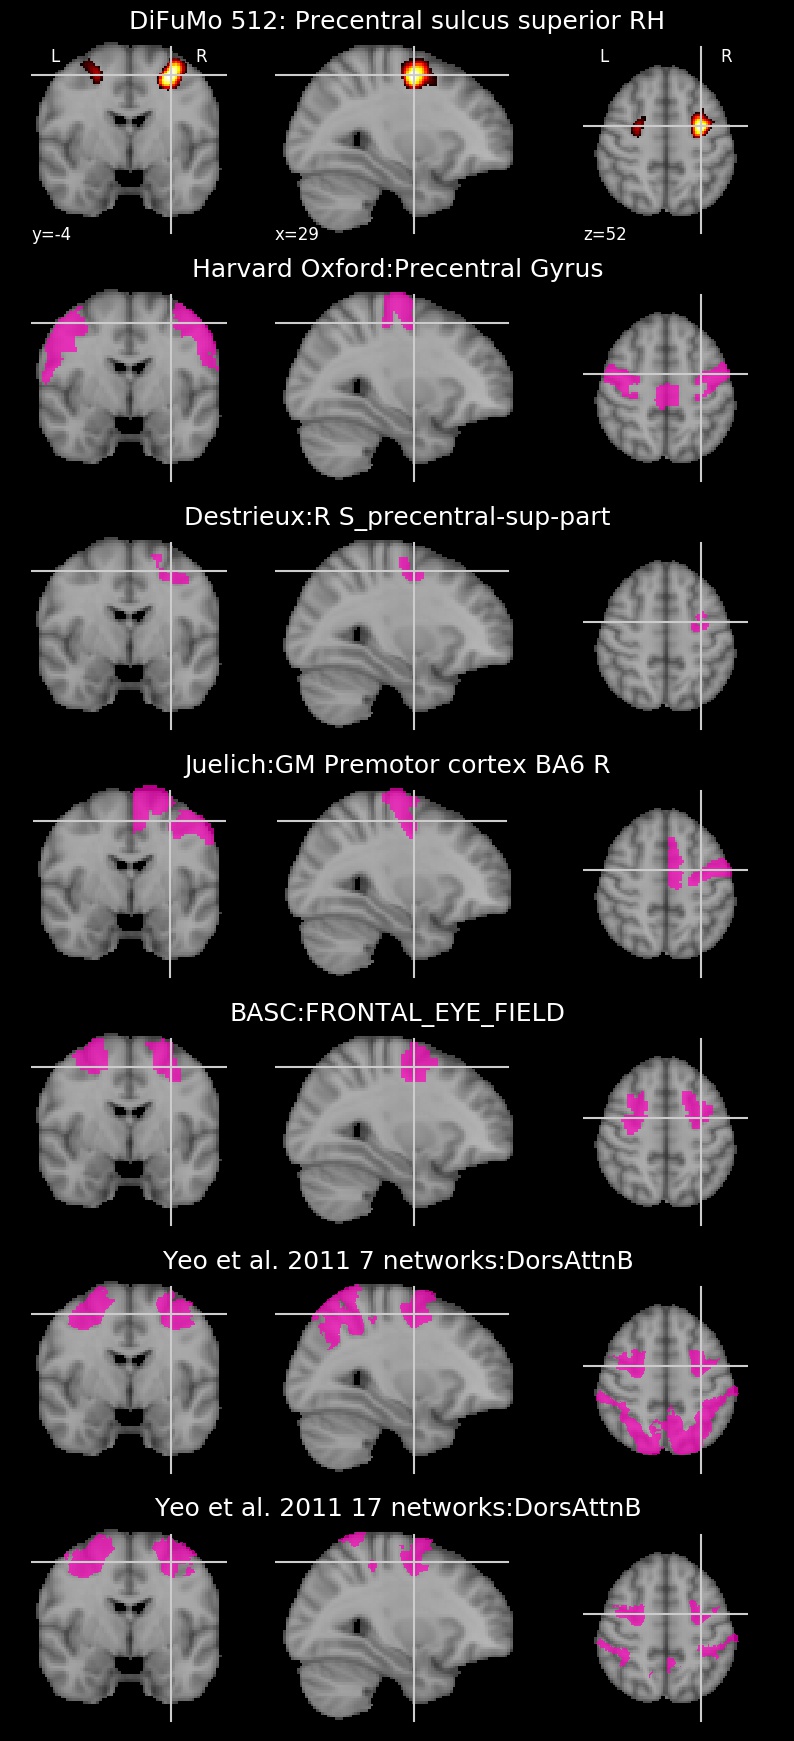 DiFuMo 512: Precentral sulcus superior RH
L R L R
y=-4 x=29 z=52
Harvard Oxford:Precentral Gyrus
Destrieux:R S_precentral-sup-part
Juelich:GM Premotor cortex BA6 R
BASC:FRONTAL_EYE_FIELD
Yeo et al. 2011 7 networks:DorsAttnB
Yeo et al. 2011 17 networks:DorsAttnB